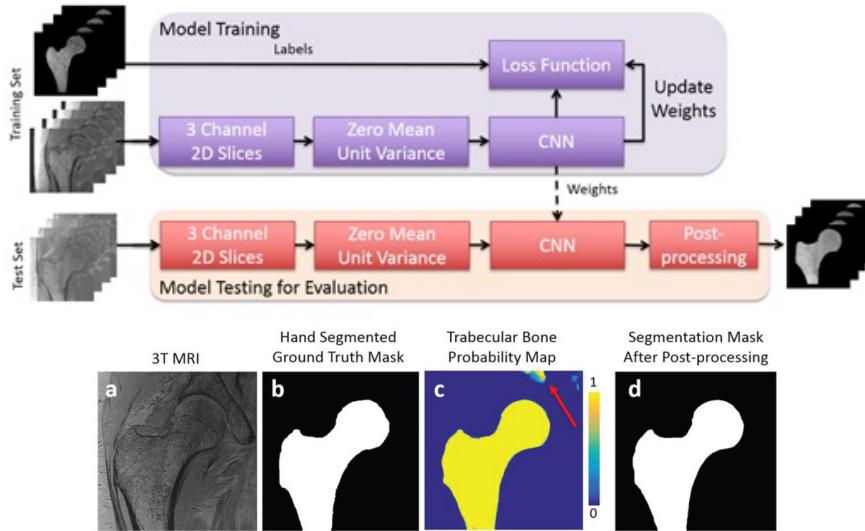 Training Set
Model Training
Labels
Loss Function
Update
Weights
3 Channel
2D Slices
Zero Mean
Unit Variance
CNN
Weights
Test Set
3 Channel
2D Slices
Zero Mean
Unit Variance
CNN
Post-
processing
Model Testing for Evaluation
3T MRI
Hand Segmented
Ground Truth Mask
Trabecular Bone
Probability Map
Segmentation Mask
After Post-processing
a
b
c
1
0
d